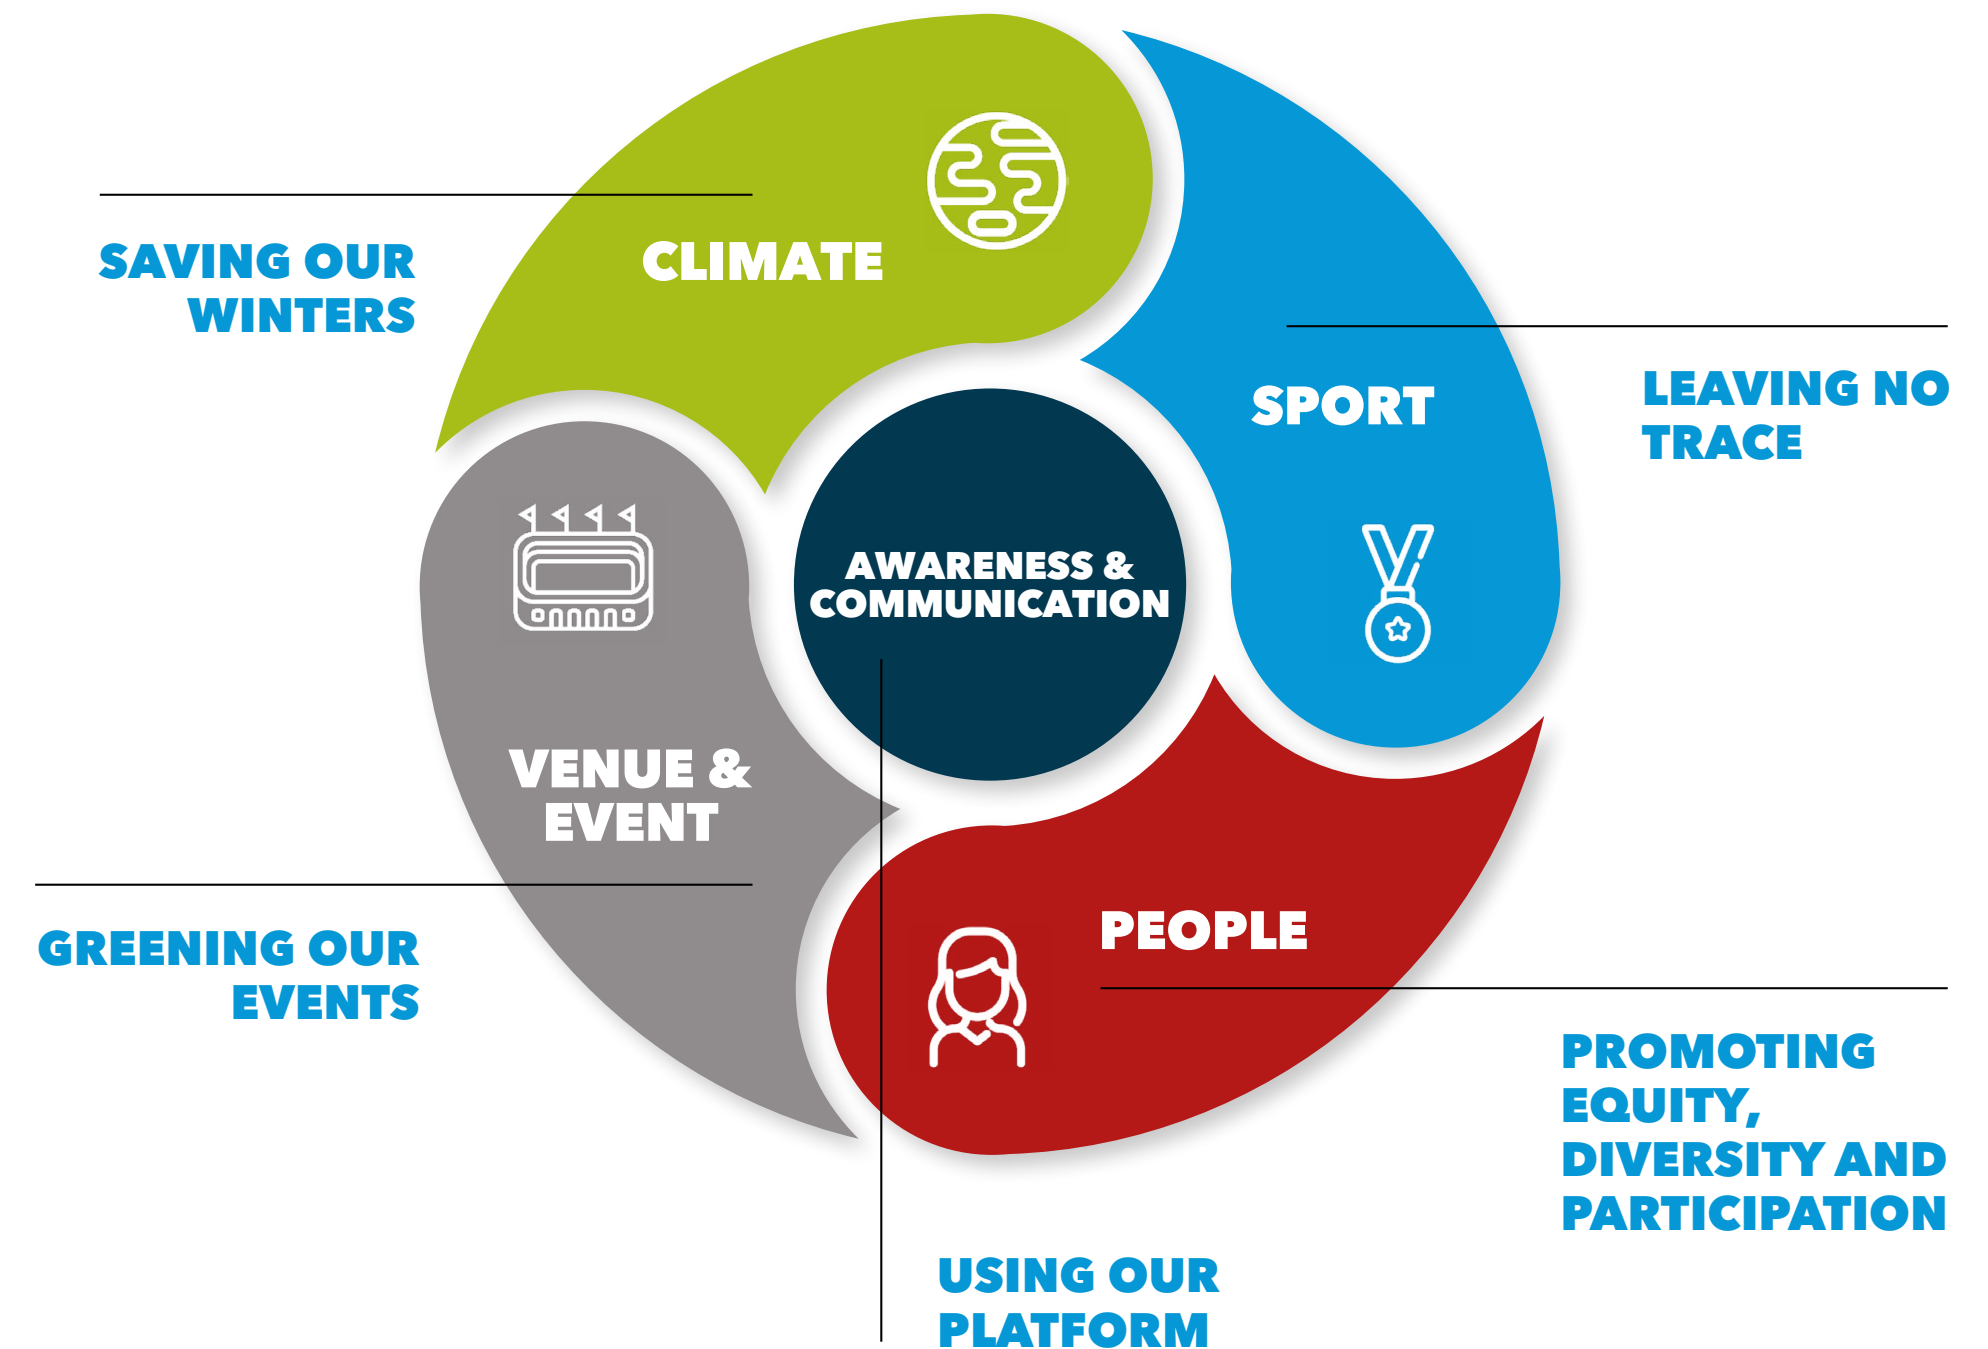 CLIMATE
SAVING OUR
WINTERS
SPORT
LEAVING NO
TRACE
AWARENESS &
COMMUNICATION
VENUE &
EVENT
GREENING OUR
EVENTS
PEOPLE
PROMOTING
EQUITY,
DIVERSITY AND
PARTICIPATION
USING OUR
PLATFORM